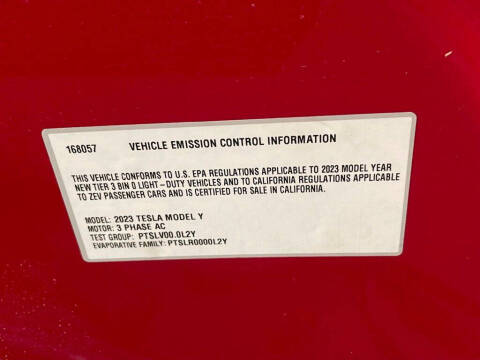 168057 VEHICLE EMISSION CONTROL INFORMATION
THIS VEHICLE CONFORMS TO U.S. EPA REGULATIONS APPLICABLE TO 2023 MODEL YEAR
NEW TIER 3 BIN 0 LIGHT-DUTY VEHICLES AND TO CALIFORNIA REGULATIONS APPLICABLE
TO ZEV PASSENGER CARS AND IS CERTIFIED FOR SALE IN CALIFORNIA.
MODEL: 2023 TESLA MODEL Y
MOTOR: 3 PHASE AC
TEST GROUP: PTSLV00.0L2Y
EVAPORATIVE FAMILY: PTSLR0000L2Y